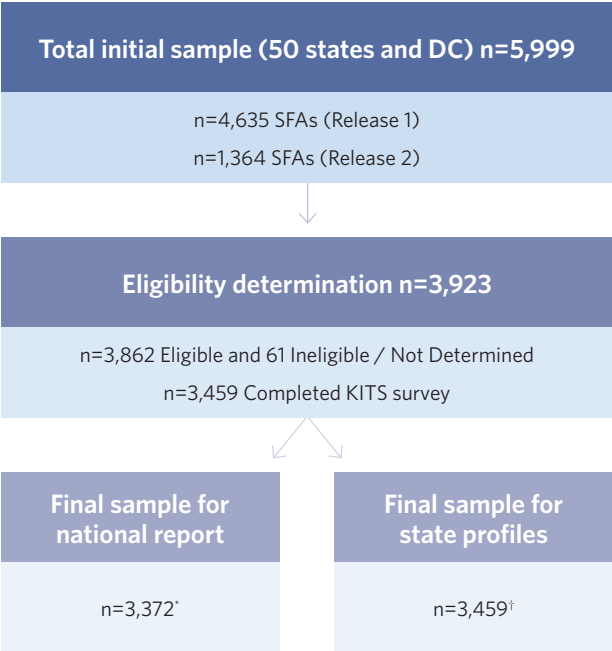 Total initial sample (50 states and DC) n=5,999
n=4,635 SFAs (Release 1)
n=1,364 SFAs (Release 2)
Eligibility determination n=3,923
n=3,862 Eligible and 61 Ineligible / Not Determined
n=3,459 Completed KITS survey
Final sample for
national report
n=3,372*
Final sample for
state profiles
n=3,459†